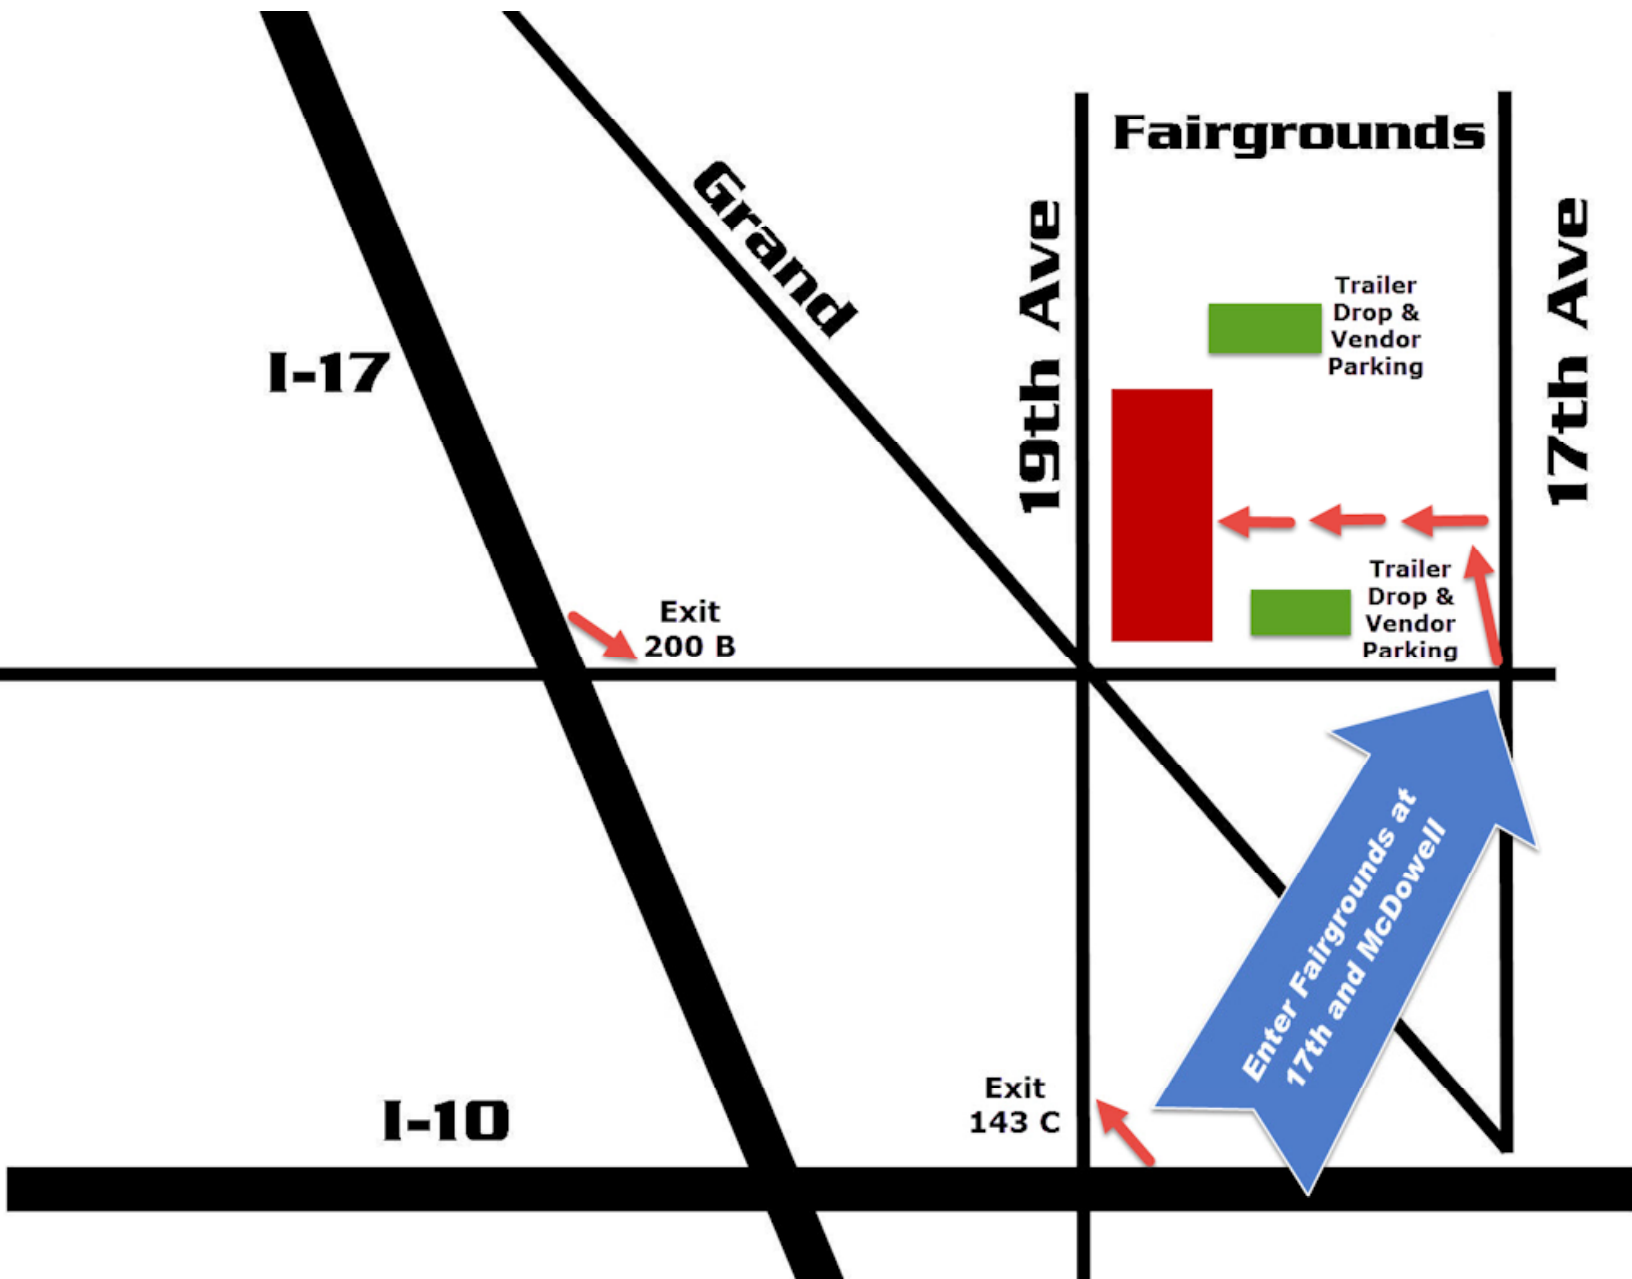 Fairgrounds
Grand
19th Ave
17th Ave
Trailer
Drop &
Vendor
Parking
I-17
Trailer
Drop &
Vendor
Parking
Exit
200 B
Enter Fairgrounds at
17th and McDowell
Exit
143 C
I-10